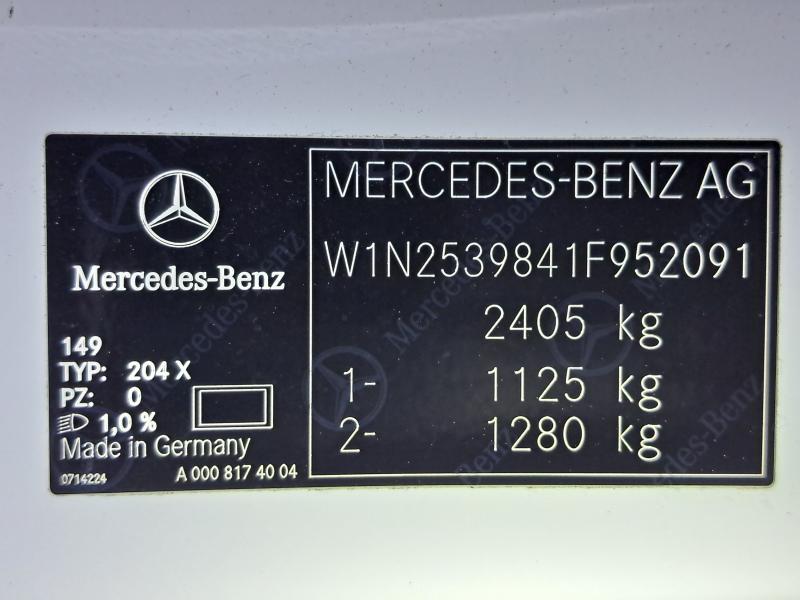 Mercedes-Benz
149
TYP: 204 X
PZ: 0
1,0 %
Made in Germany
0714224
A 000 817 40 04
MERCEDES-BENZ AG
W1N2539841F952091
2405 kg
1- 1125 kg
2- 1280 kg